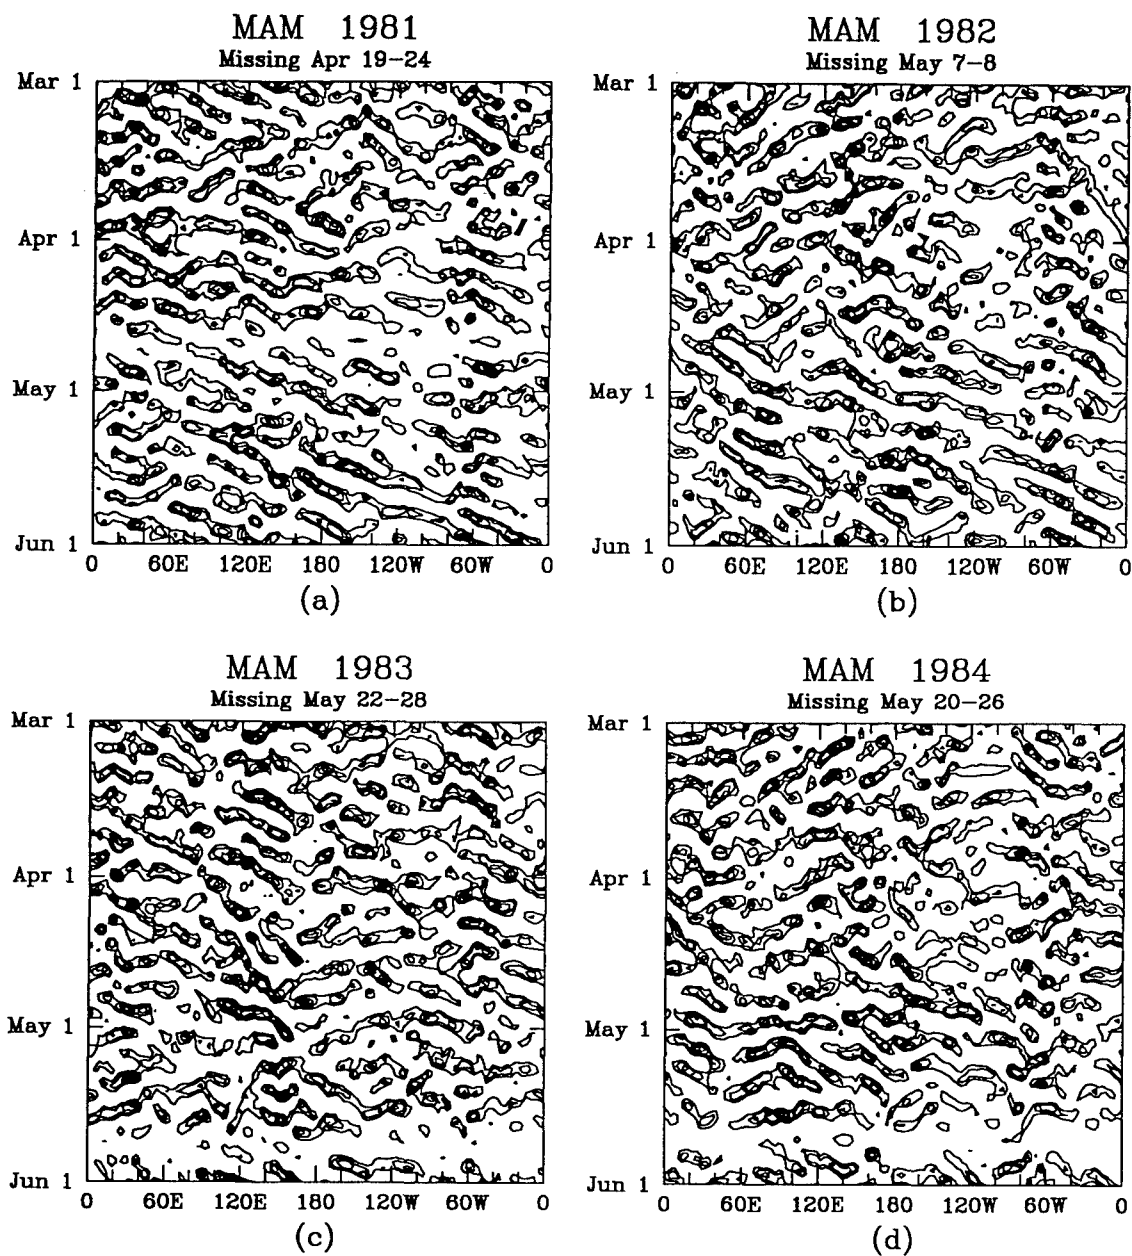 MAM 1981
Missing Apr 19-24
Mar 1
Apr 1
May 1
Jun 1
0 60E 120E 180 120W 60W 0
(a)
MAM 1982
Missing May 7-8
Mar 1
Apr 1
May 1
Jun 1
0 60E 120E 180 120W 60W 0
(b)
MAM 1983
Missing May 22-28
Mar 1
Apr 1
May 1
Jun 1
0 60E 120E 180 120W 60W 0
(c)
MAM 1984
Missing May 20-26
Mar 1
Apr 1
May 1
Jun 1
0 60E 120E 180 120W 60W 0
(d)